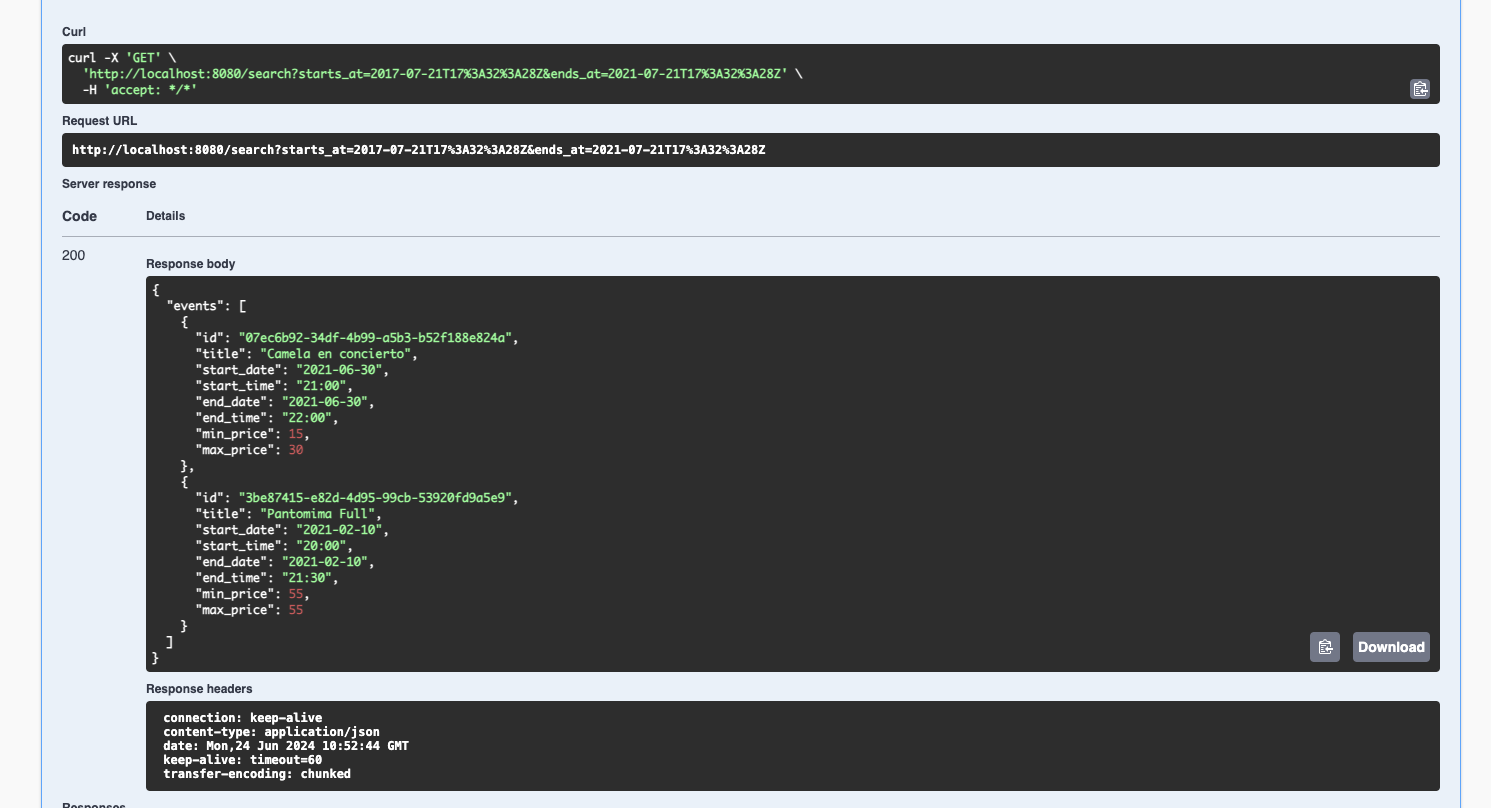 Curl
curl -X 'GET' \
  'http://localhost:8080/search?starts_at=2017-07-21T17%3A32%3A28Z&ends_at=2021-07-21T17%3A32%3A28Z' \
  -H 'accept: */*'
Request URL
http://localhost:8080/search?starts_at=2017-07-21T17%3A32%3A28Z&ends_at=2021-07-21T17%3A32%3A28Z
Server response
Code Details
200
Response body
{
  "events": [
    {
      "id": "07ec6b92-34df-4b99-a5b3-b52f188e824a",
      "title": "Camela en concierto",
      "start_date": "2021-06-30",
      "start_time": "21:00",
      "end_date": "2021-06-30",
      "end_time": "22:00",
      "min_price": 15,
      "max_price": 30
    },
    {
      "id": "3be87415-e82d-4d95-99cb-53920fd9a5e9",
      "title": "Pantomima Full",
      "start_date": "2021-02-10",
      "start_time": "20:00",
      "end_date": "2021-02-10",
      "end_time": "21:30",
      "min_price": 55,
      "max_price": 55
    }
  ]
}
Download
Response headers
connection: keep-alive
content-type: application/json
date: Mon,24 Jun 2024 10:52:44 GMT
keep-alive: timeout=60
transfer-encoding: chunked
Responses